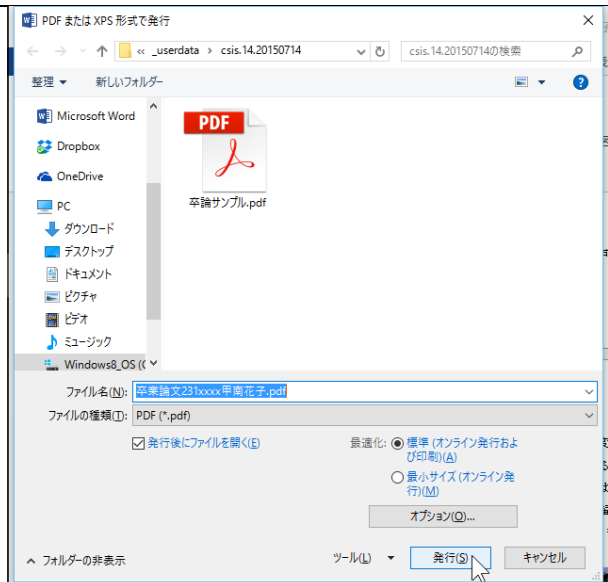 PDF または XPS 形式で発行
« _userdata › csis.14.20150714
csis.14.20150714の検索
整理 ▼ 新しいフォルダー
Microsoft Word
Dropbox
OneDrive
PC
ダウンロード
デスクトップ
ドキュメント
ピクチャ
ビデオ
ミュージック
Windows8_OS (C
PDF
卒論サンプル.pdf
ファイル名(N): 卒業論文231xxxx甲南花子.pdf
ファイルの種類(T): PDF (*.pdf)
発行後にファイルを開く(E)
最適化: 標準 (オンライン発行およ
び印刷)(A)
最小サイズ (オンライン発
行)(M)
オプション(O)...
フォルダーの非表示
ツール(L) ▼ 発行(S) キャンセル